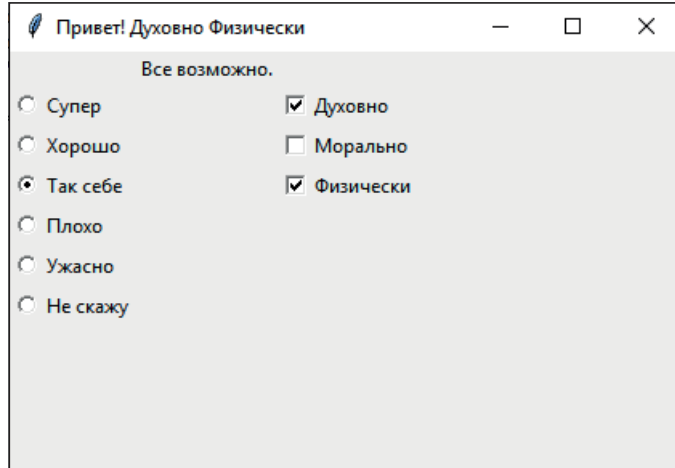 Привет! Духовно Физически
Все возможно.
Супер
Духовно
Хорошо
Морально
Так себе
Физически
Плохо
Ужасно
Не скажу